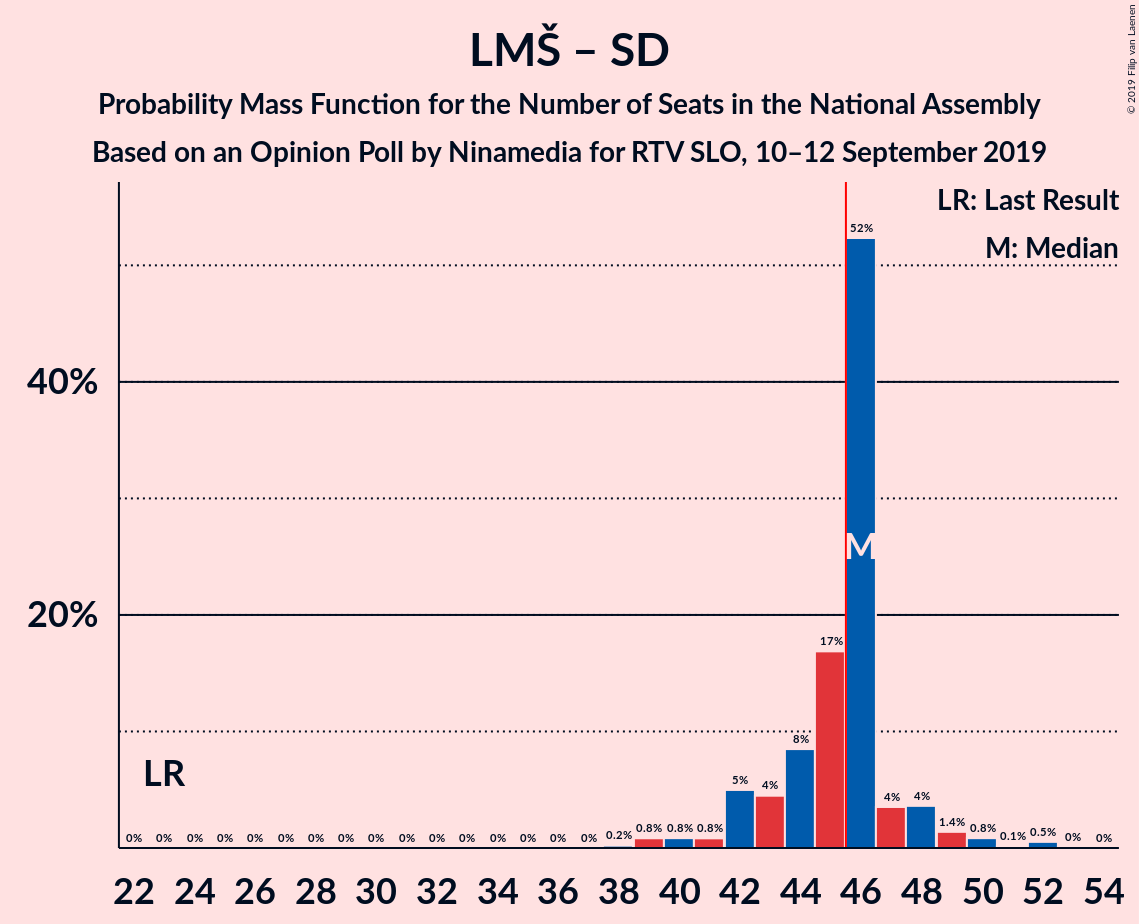 LMŠ – SD
Probability Mass Function for the Number of Seats in the National Assembly
Based on an Opinion Poll by Ninamedia for RTV SLO, 10–12 September 2019
© 2019 Filip van Laenen
LR: Last Result
M: Median
40%
20%
LR
M
0% 0% 0% 0% 0% 0% 0% 0% 0% 0% 0% 0% 0% 0% 0% 0% 0.2% 0.8% 0.8% 0.8% 5% 4% 8% 17% 52% 4% 4% 1.4% 0.8% 0.1% 0.5% 0% 0%
22 24 26 28 30 32 34 36 38 40 42 44 46 48 50 52 54